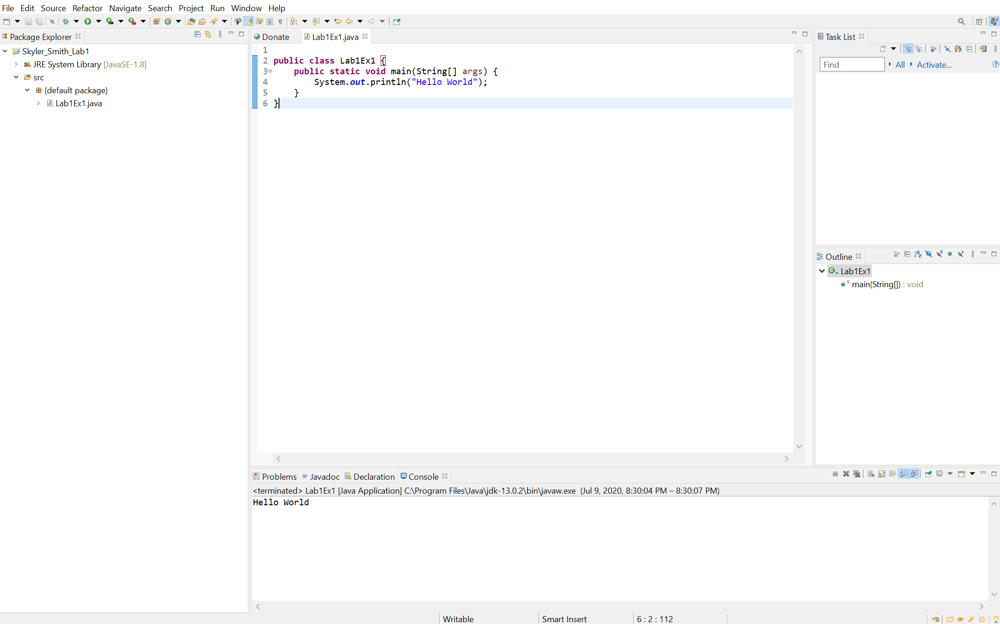 File Edit Source Refactor Navigate Search Project Run Window Help
Package Explorer
Skyler_Smith_Lab1
JRE System Library [JavaSE-1.8]
src
(default package)
Lab1Ex1.java
Donate Lab1Ex1.java
1
2 public class Lab1Ex1 {
3 public static void main(String[] args) {
4 System.out.println("Hello World");
5 }
6 }
Task List
Find All Activate...
Outline
Lab1Ex1
main(String[]) : void
Problems Javadoc Declaration Console
<terminated> Lab1Ex1 [Java Application] C:\Program Files\Java\jdk-13.0.2\bin\javaw.exe (Jul 9, 2020, 8:30:04 PM – 8:30:07 PM)
Hello World
Writable Smart Insert 6 : 2 : 112